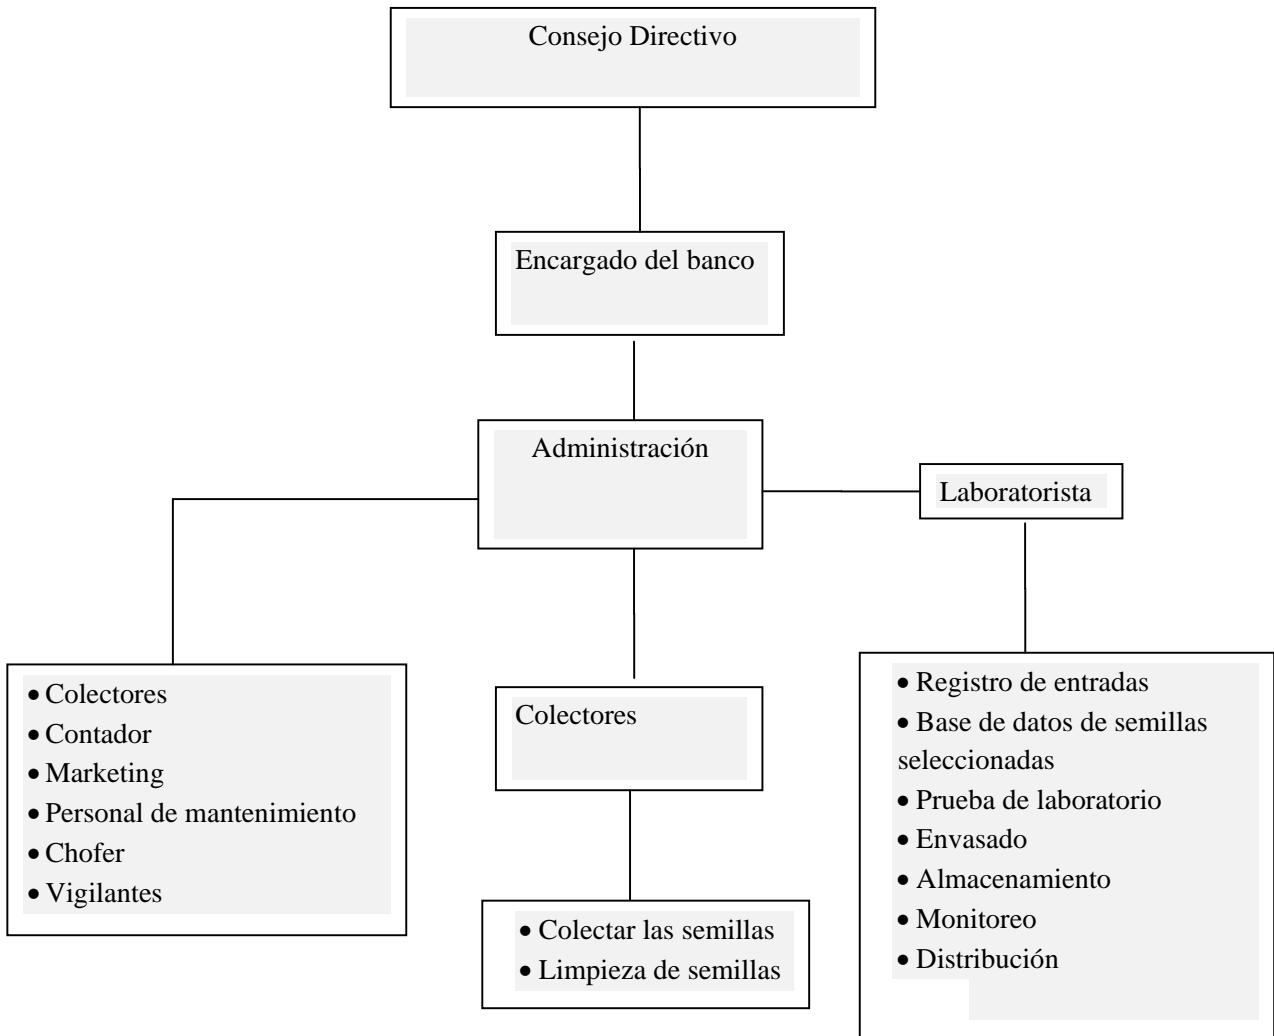 Consejo Directivo
Encargado del banco
Administración
Laboratorista
• Colectores
• Contador
• Marketing
• Personal de mantenimiento
• Chofer
• Vigilantes
Colectores
• Colectar las semillas
• Limpieza de semillas
• Registro de entradas
• Base de datos de semillas
seleccionadas
• Prueba de laboratorio
• Envasado
• Almacenamiento
• Monitoreo
• Distribución